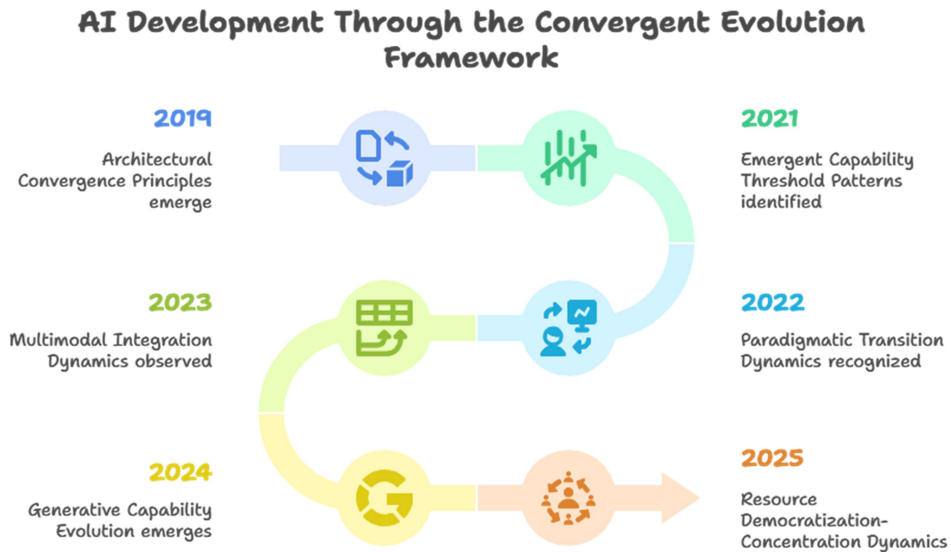 AI Development Through the Convergent Evolution
Framework
2019
Architectural
Convergence Principles
emerge
2021
Emergent Capability
Threshold Patterns
identified
2023
Multimodal Integration
Dynamics observed
2022
Paradigmatic Transition
Dynamics recognized
2024
Generative Capability
Evolution emerges
2025
Resource
Democratization-
Concentration Dynamics